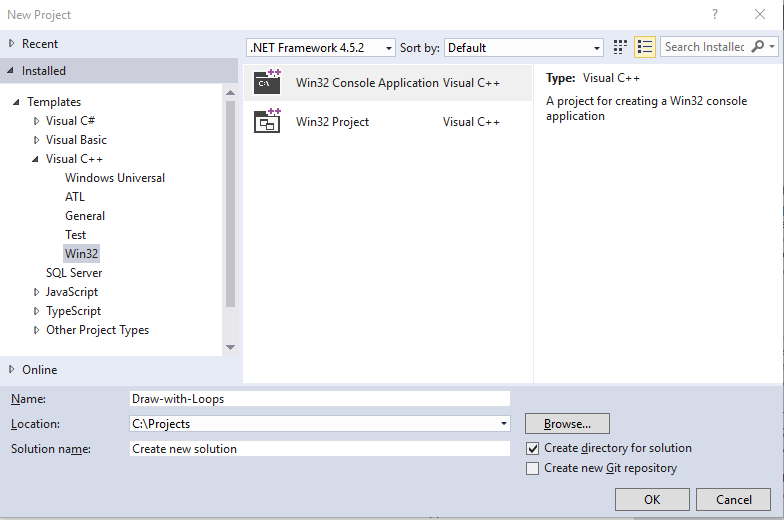 New Project
?
Recent
Installed
Templates
Visual C#
Visual Basic
Visual C++
Windows Universal
ATL
General
Test
Win32
SQL Server
JavaScript
TypeScript
Other Project Types
Online
.NET Framework 4.5.2
Sort by: Default
Search Installed
C:\
Win32 Console Application Visual C++
Win32 Project Visual C++
Type: Visual C++
A project for creating a Win32 console
application
Name: Draw-with-Loops
Location: C:\Projects
Browse...
Solution name: Create new solution
Create directory for solution
Create new Git repository
OK Cancel